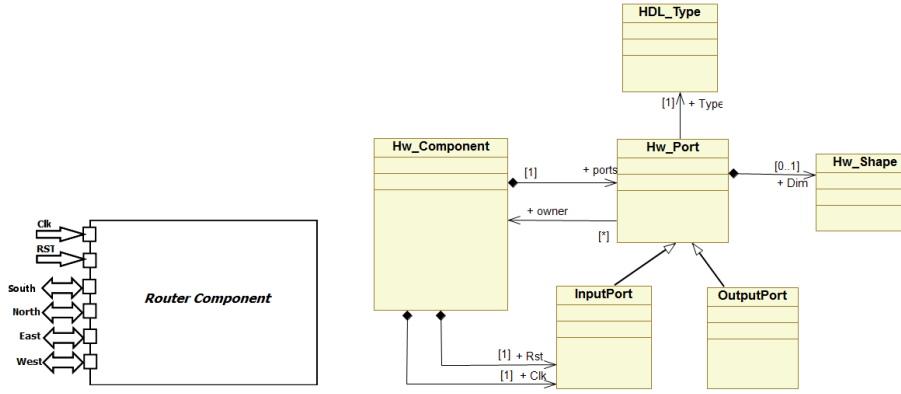 Clk
RST
South
North
East
West
Router Component
HDL_Type
[1] + Type
Hw_Component
Hw_Port
Hw_Shape
[1] + ports
[0..1]
+ Dim
+ owner
[*]
InputPort
OutputPort
[1] + Rst
[1] + Clk